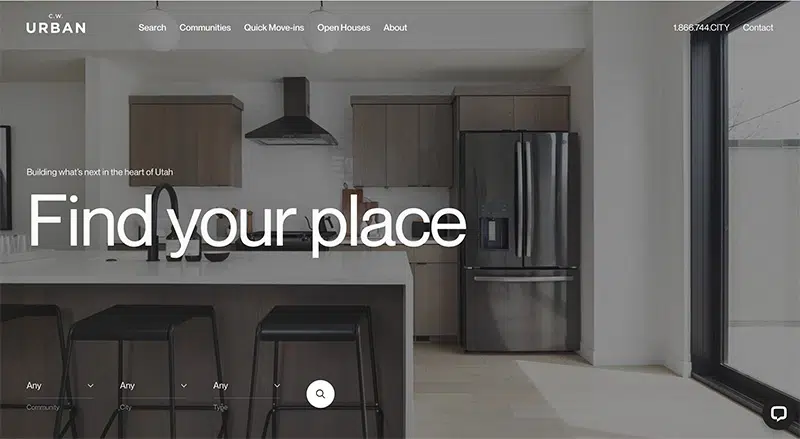 C.W.
URBAN
Search Communities Quick Move-ins Open Houses About
1.866.744.CITY Contact
Building what's next in the heart of Utah
Find your place
Any Any Any
Community City Type